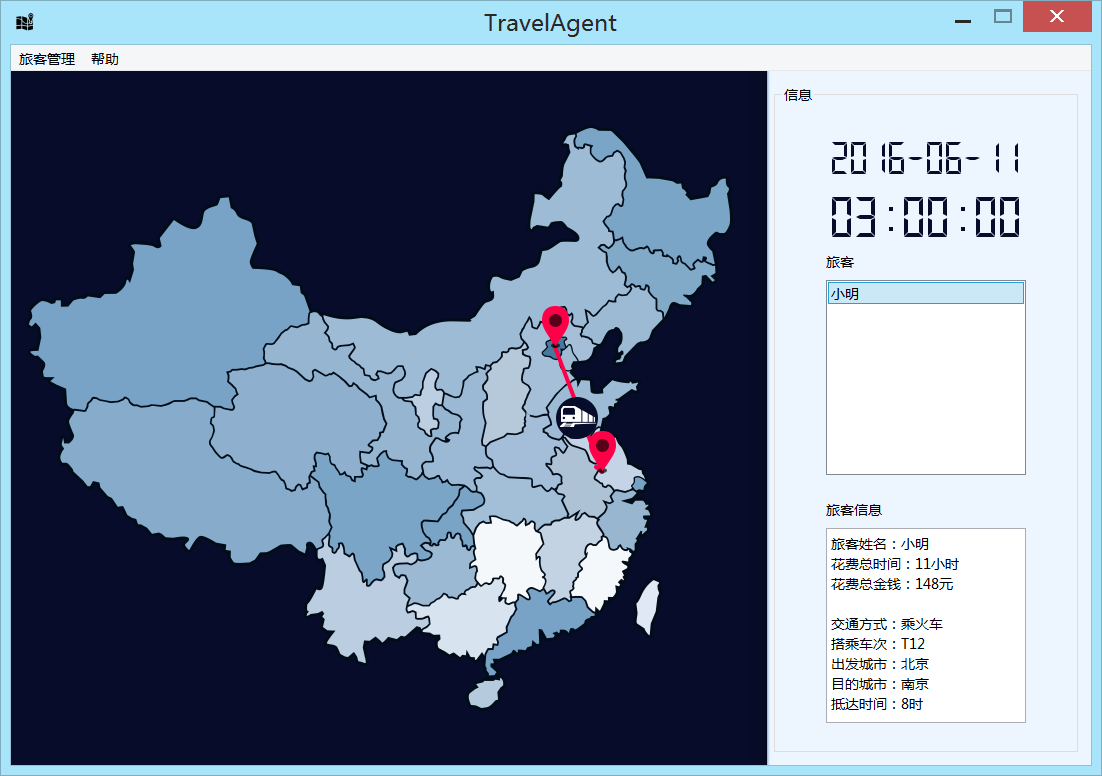 TravelAgent
旅客管理 帮助
信息
2016-06-11
03:00:00
旅客
小明
旅客信息
旅客姓名：小明
花费总时间：11小时
花费总金钱：148元
交通方式：乘火车
搭乘车次：T12
出发城市：北京
目的城市：南京
抵达时间：8时